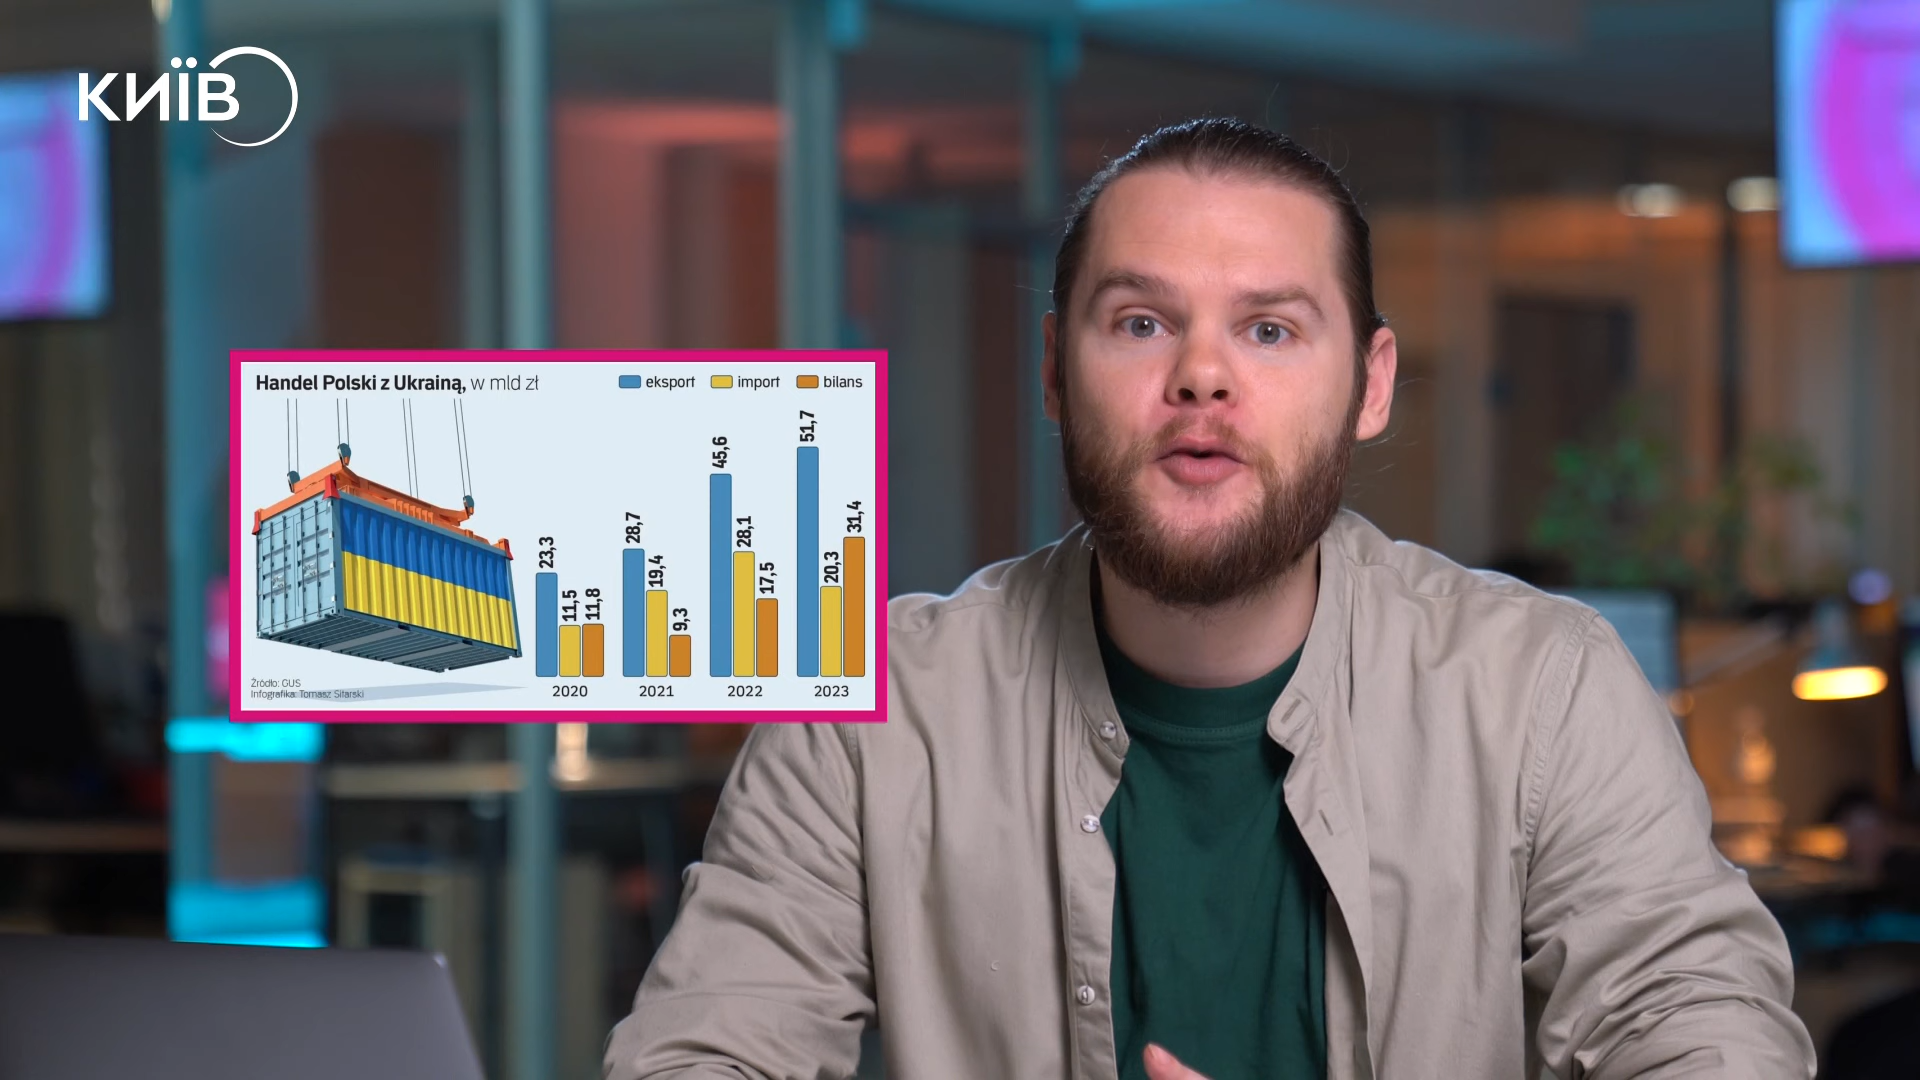 КИЇВ
Handel Polski z Ukrainą, w mld zł
eksport import bilans
23,3 11,5 11,8
28,7 19,4 9,3
45,6 28,1 17,5
51,7 20,3 31,4
2020 2021 2022 2023
Źródło: GUS
Infografika: Tomasz Sitarski